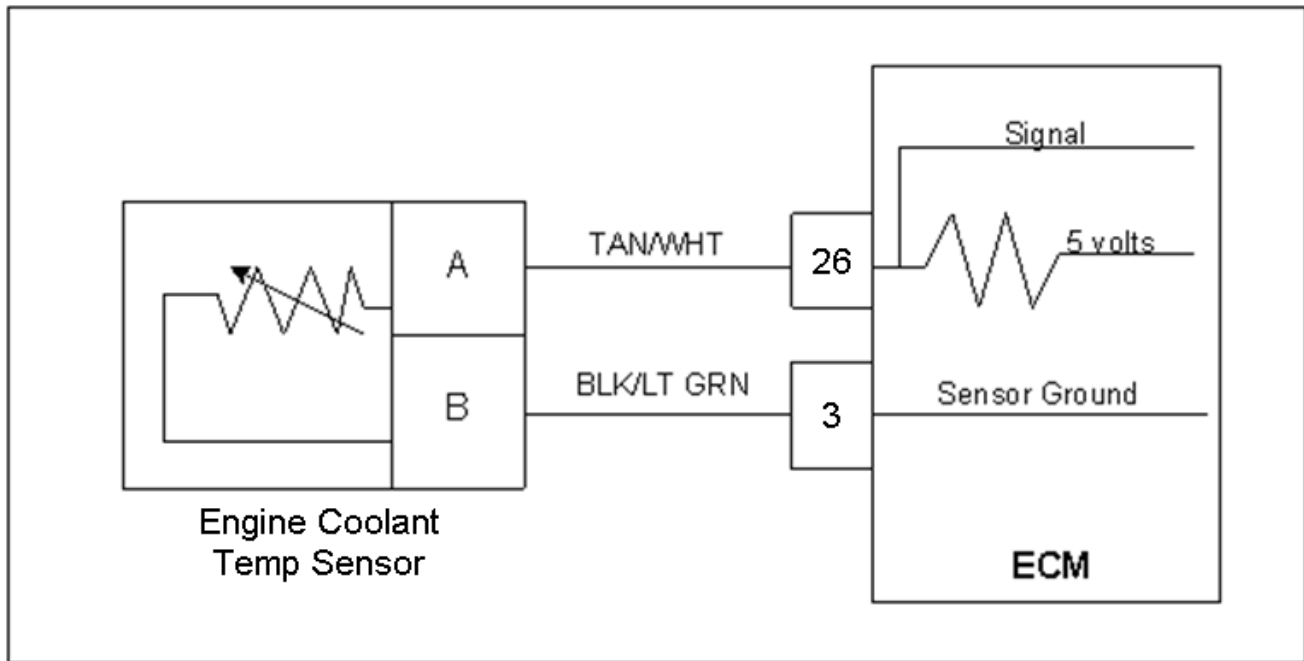 Signal
TAN/WHT
26
5 volts
A
BLK/LT GRN
3
Sensor Ground
B
Engine Coolant
Temp Sensor
ECM